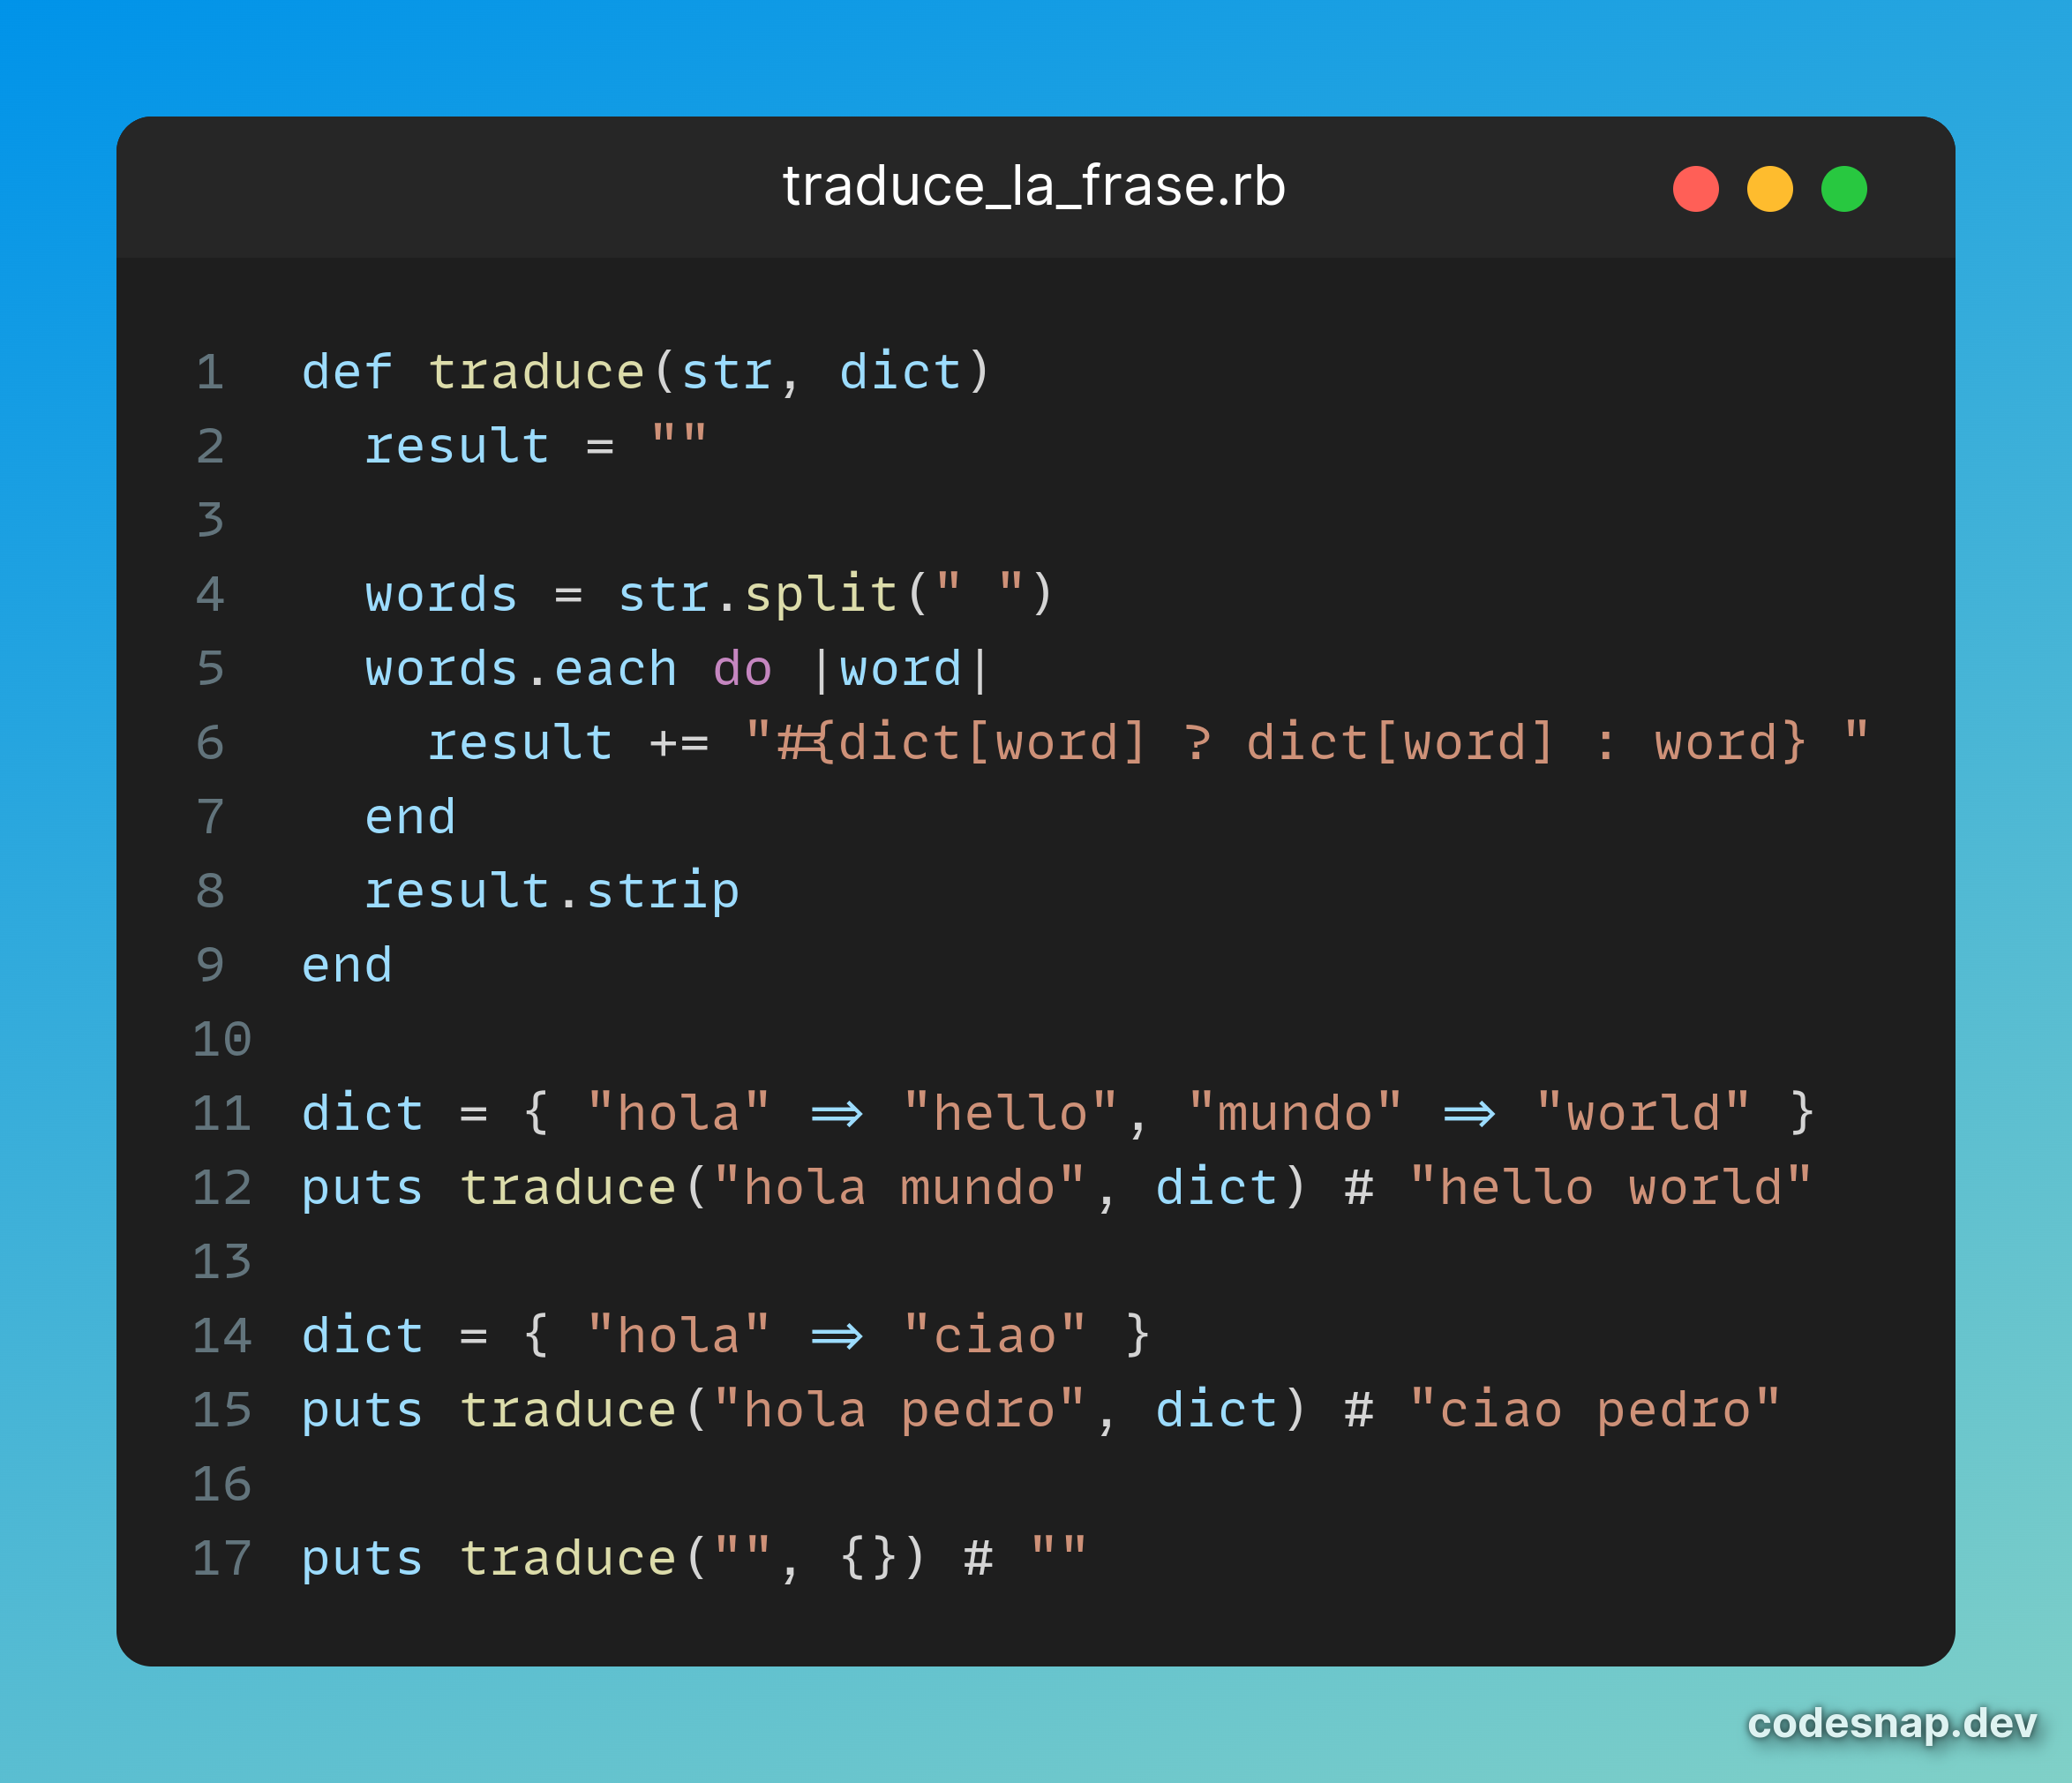 traduce_la_frase.rb
1 def traduce(str, dict)
2   result = ""
3
4   words = str.split(" ")
5   words.each do |word|
6     result += "#{dict[word] ? dict[word] : word} "
7   end
8   result.strip
9 end
10
11 dict = { "hola" => "hello", "mundo" => "world" }
12 puts traduce("hola mundo", dict) # "hello world"
13
14 dict = { "hola" => "ciao" }
15 puts traduce("hola pedro", dict) # "ciao pedro"
16
17 puts traduce("", {}) # ""
codesnap.dev